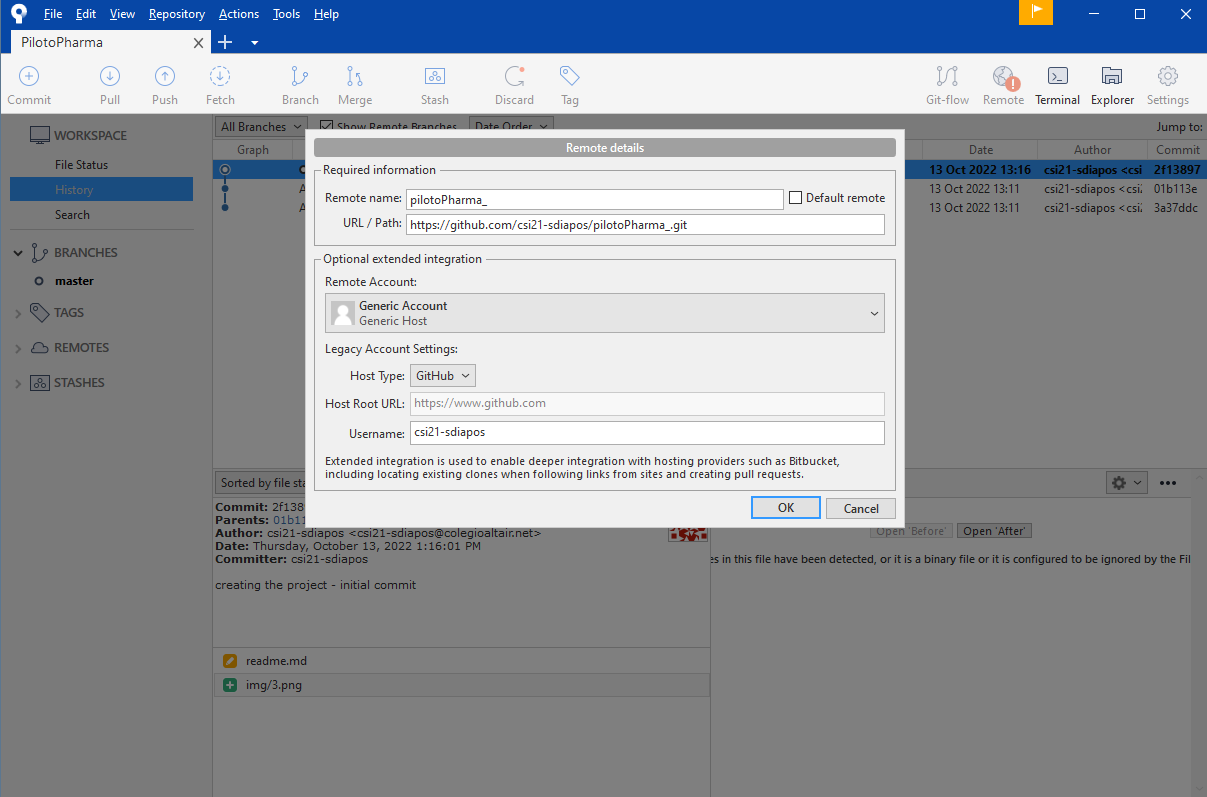 File Edit View Repository Actions Tools Help
PilotoPharma
Commit Pull Push Fetch Branch Merge Stash Discard Tag Git-flow Remote Terminal Explorer Settings
WORKSPACE
File Status
History
Search
BRANCHES
master
TAGS
REMOTES
STASHES
All Branches Show Remote Branches Date Order Jump to:
Graph Date Author Commit
13 Oct 2022 13:16 csi21-sdiapos <csi 2f13897
13 Oct 2022 13:11 csi21-sdiapos <csi 01b113e
13 Oct 2022 13:11 csi21-sdiapos <csi 3a37ddc
Remote details
Required information
Remote name: pilotoPharma_ Default remote
URL / Path: https://github.com/csi21-sdiapos/pilotoPharma_.git
Optional extended integration
Remote Account:
Generic Account
Generic Host
Legacy Account Settings:
Host Type: GitHub
Host Root URL: https://www.github.com
Username: csi21-sdiapos
Extended integration is used to enable deeper integration with hosting providers such as Bitbucket,
including locating existing clones when following links from sites and creating pull requests.
OK Cancel
Sorted by file sta
Commit: 2f1389
Parents: 01b11
Author: csi21-sdiapos <csi21-sdiapos@colegioaltair.net>
Date: Thursday, October 13, 2022 1:16:01 PM
Committer: csi21-sdiapos
creating the project - initial commit
readme.md
img/3.png
Open 'Before' Open 'After'
es in this file have been detected, or it is a binary file or it is configured to be ignored by the Fil